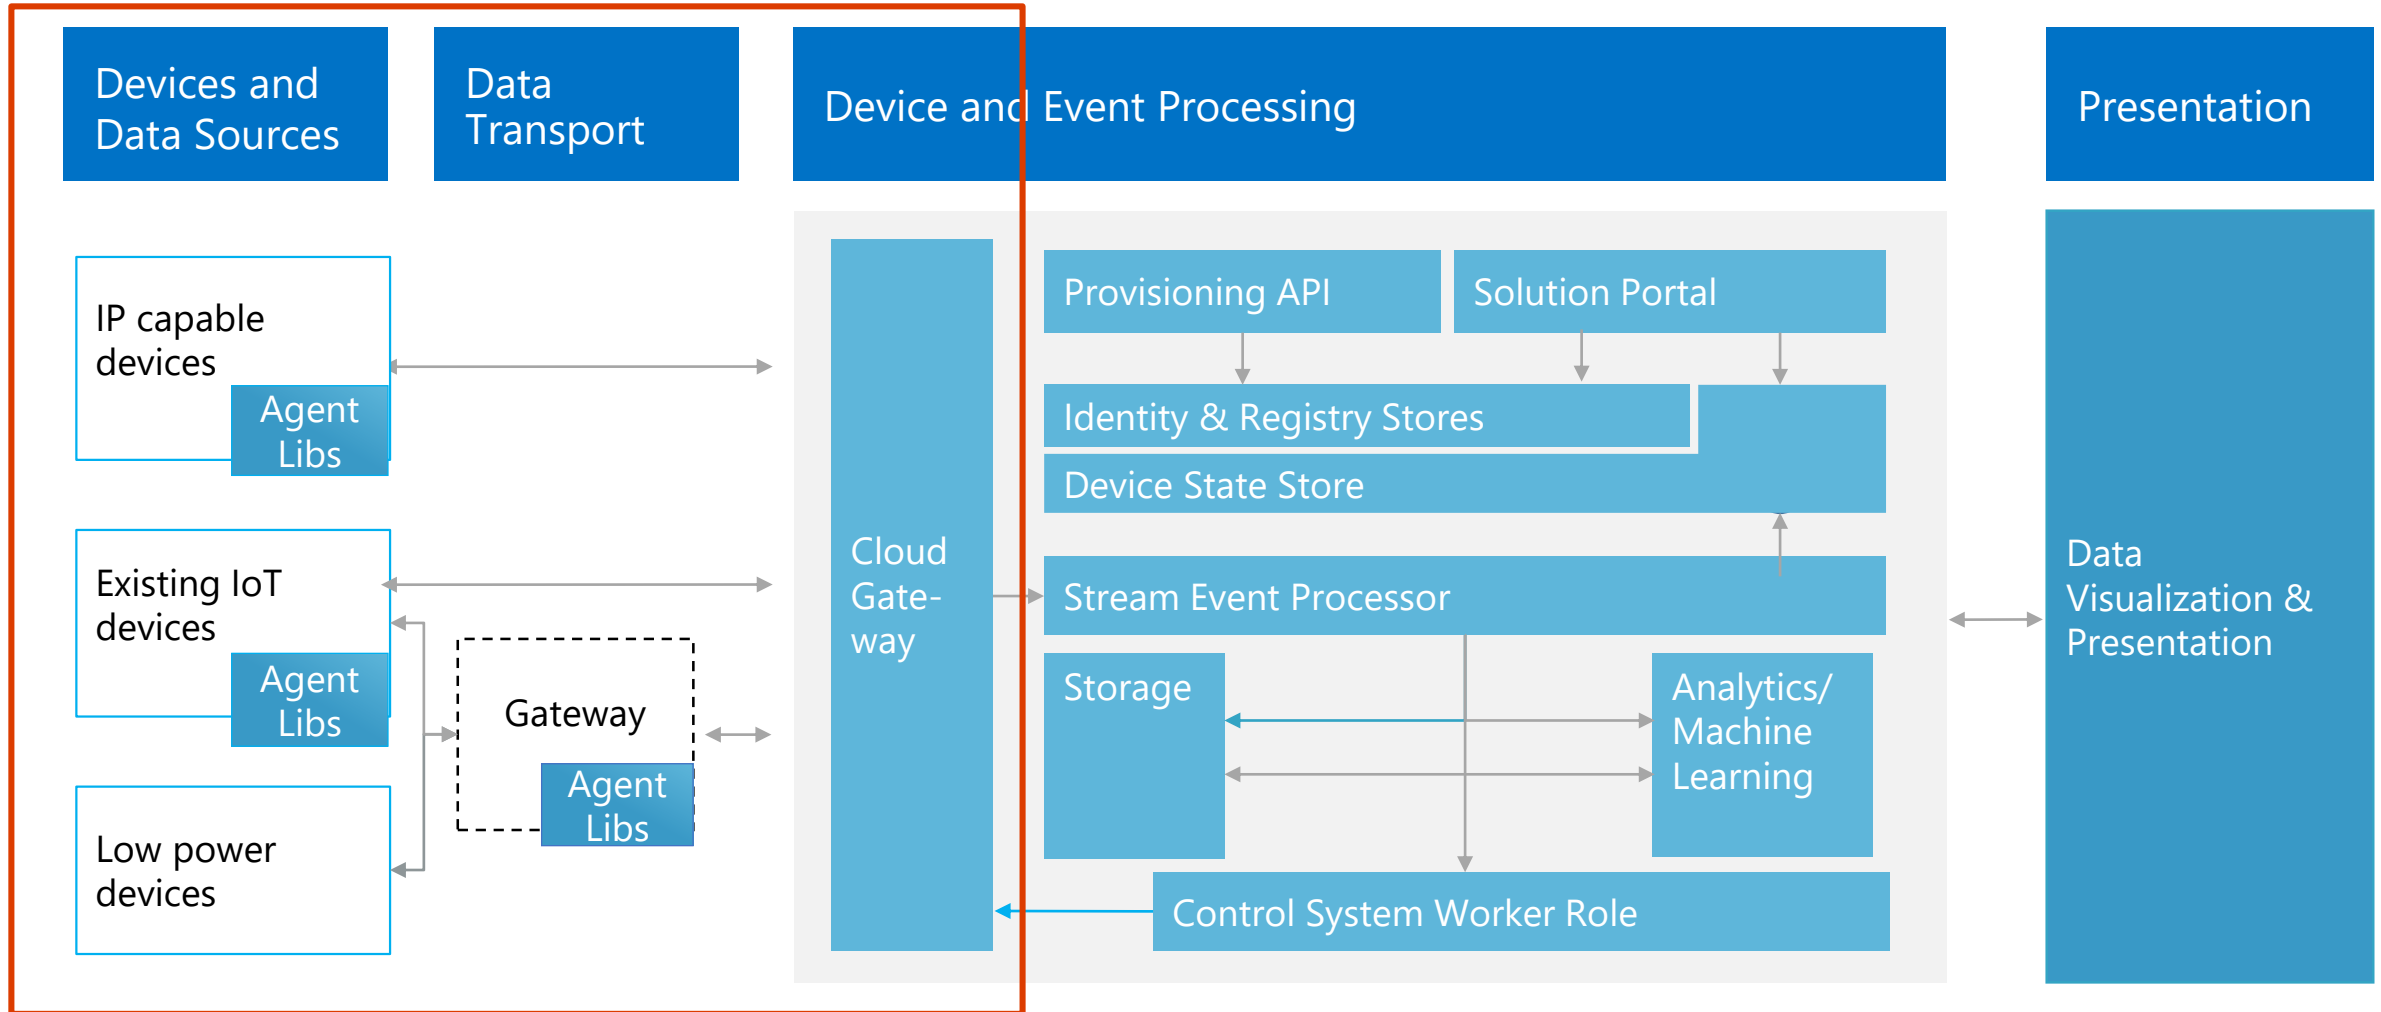 Devices and
Data Sources
Data
Transport
Device and Event Processing
Presentation
IP capable
devices
Agent
Libs
Existing IoT
devices
Agent
Libs
Low power
devices
Gateway
Agent
Libs
Cloud
Gate-
way
Provisioning API
Solution Portal
Identity & Registry Stores
Device State Store
Stream Event Processor
Storage
Analytics/
Machine
Learning
Control System Worker Role
Data
Visualization &
Presentation